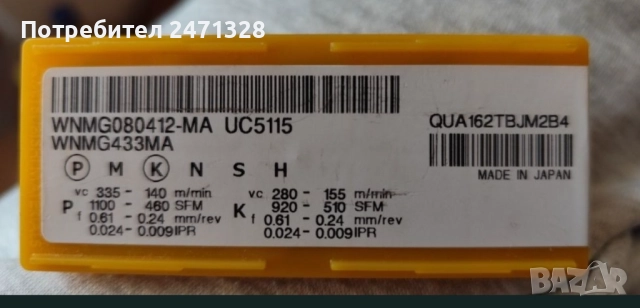 Потребител 2471328
WNMG080412-MA UC5115
WNMG433MA
QUA162TBJM2B4
MADE IN JAPAN
P M K N S H
P vc 335 - 140 m/min
1100 - 460 SFM
f 0.61 - 0.24 mm/rev
0.024 - 0.009IPR
K vc 280 - 155 m/min
920 - 510 SFM
f 0.61 - 0.24 mm/rev
0.024 - 0.009IPR
BAZAR